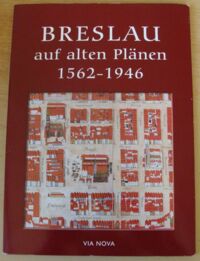 BRESLAU
auf alten Plänen
1562-1946
VIA NOVA